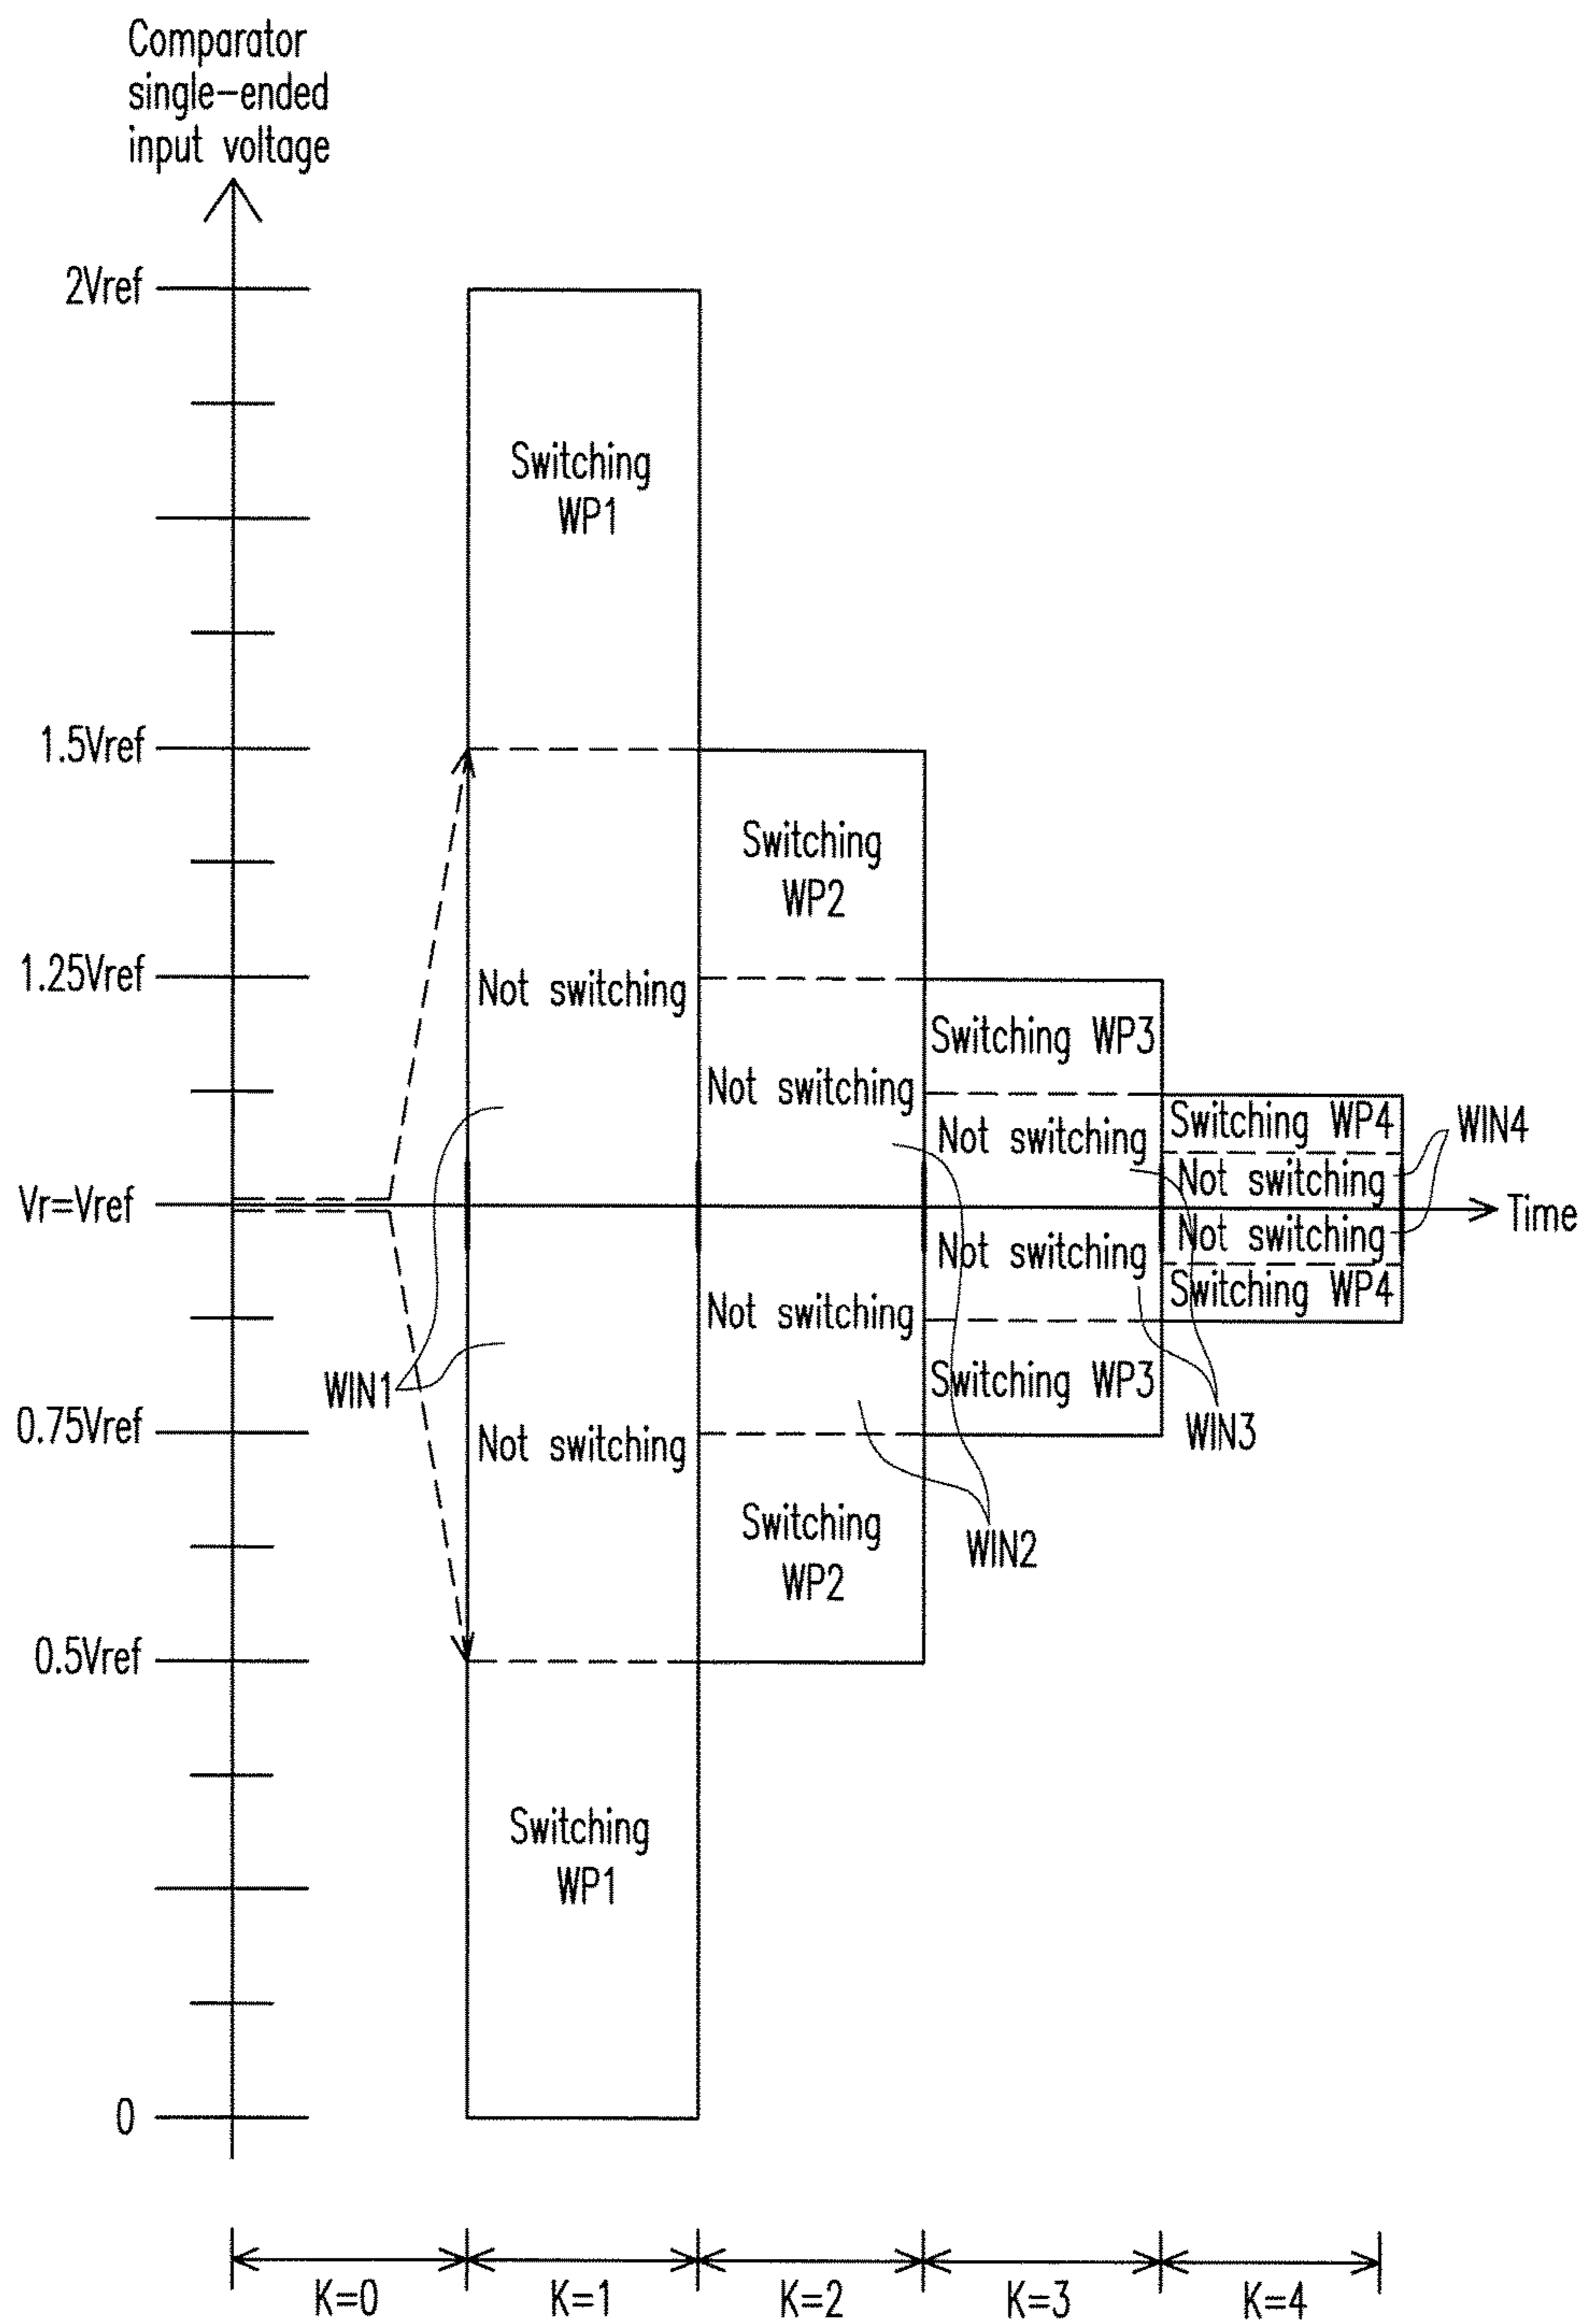 Comparator
single-ended
input voltage
2Vref
Switching
WP1
1.5Vref
Switching
WP2
1.25Vref
Not switching
Switching WP3
Not switching
Not switching
Switching WP4
WIN4
Not switching
Vr=Vref
Time
Not switching
Not switching
Switching WP4
Not switching
WIN1
Switching WP3
0.75Vref
Not switching
WIN3
Switching
WP2
WIN2
0.5Vref
Switching
WP1
0
K=0
K=1
K=2
K=3
K=4